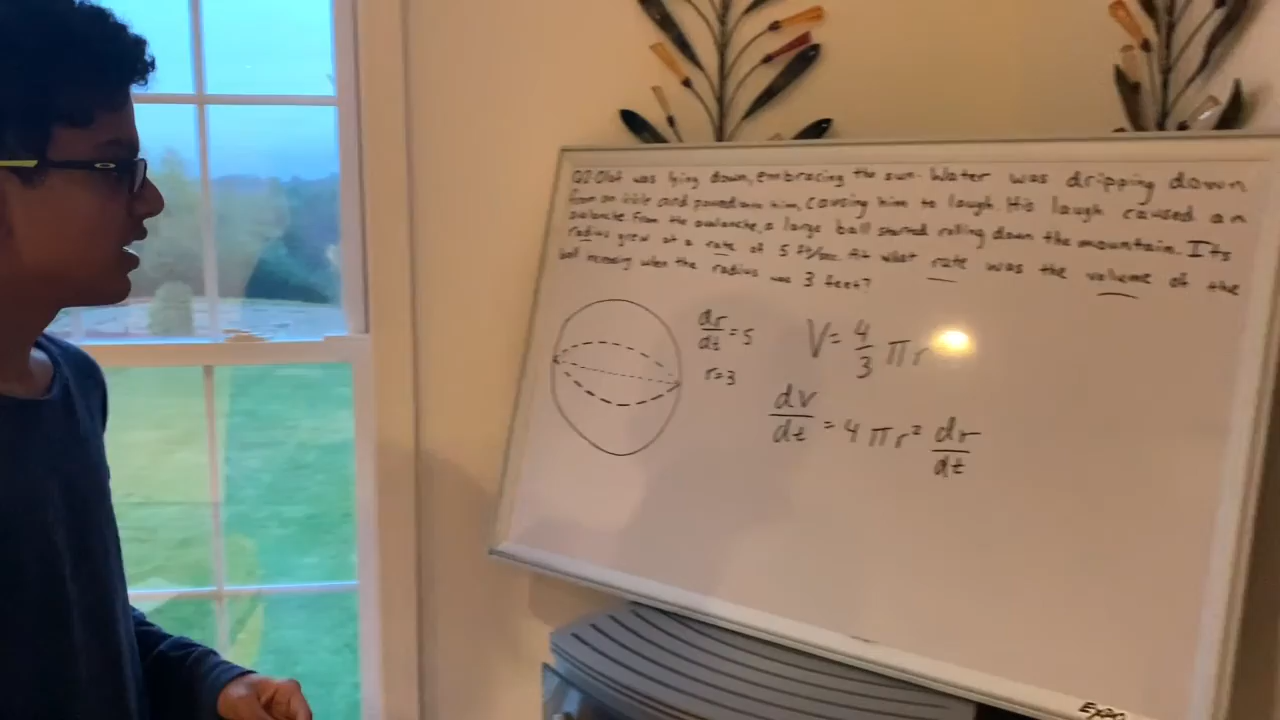 Q2: Olaf was lying down, embracing the sun. Water was dripping down
from an icicle and poured onto him, causing him to laugh. His laugh caused an
avalanche. From the avalanche, a large ball started rolling down the mountain. Its
radius grew at a rate of 5 ft/sec. At what rate was the volume of the
ball increasing when the radius was 3 feet?
dr/dt = 5
r=3
V= 4/3 πr
dV/dt = 4πr² dr/dt
Expo